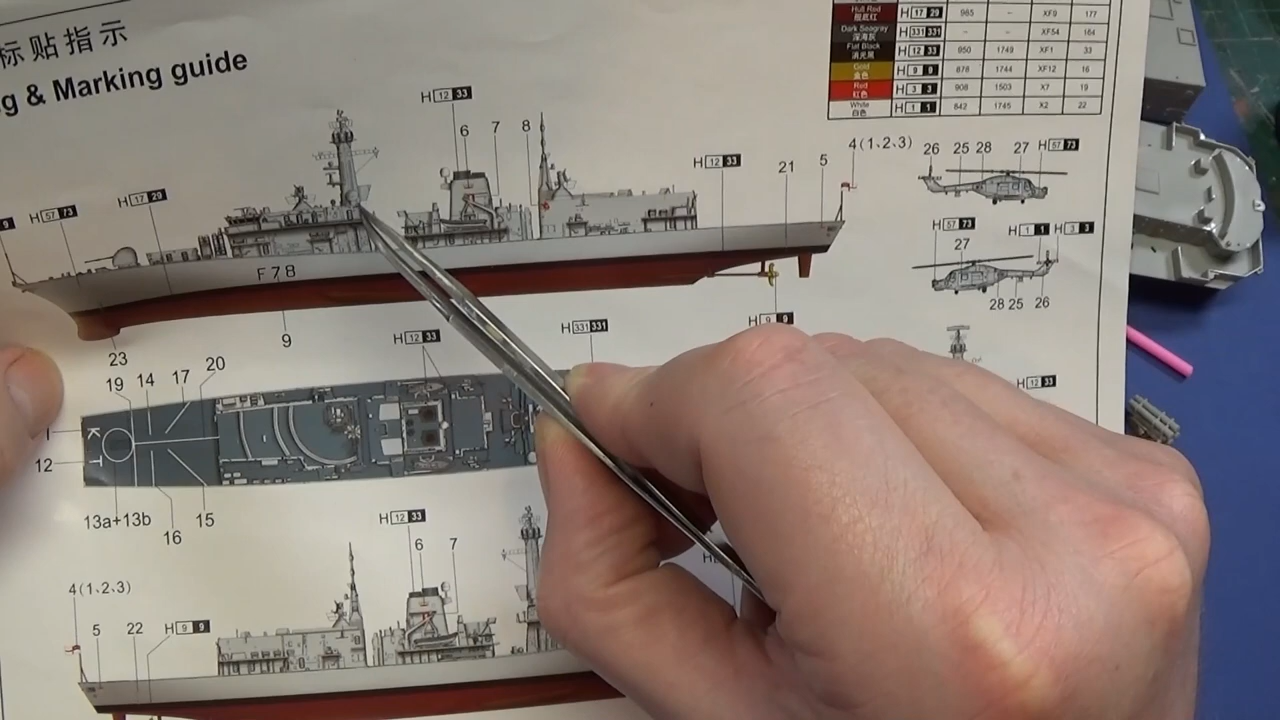 标贴指示
g & Marking guide
Hull Red H 17 29 985 - XF9 177
舰底红
Dark Seagray H 331 331 - - XF54 164
深海灰
Flat Black H 12 33 950 1749 XF1 33
消光黑
Gold H 9 9 878 1744 XF12 16
金色
Red H 3 3 908 1503 X7 19
红色
White H 1 1 842 1745 X2 22
白色
H 12 33
6 7 8
H 12 33
21 5 4(1、2、3)
26 25 28 27 H 57 73
9 H 57 73 H 17 29
F78
H 57 73 H 1 1 H 3 3
27
28 25 26
23 9 H 12 33 H 331 331 H 9 9
19 14 17 20
H 12 33
K
T
12
13a+13b 16 15
H 12 33
6 7
4(1、2、3)
5 22 H 9 9